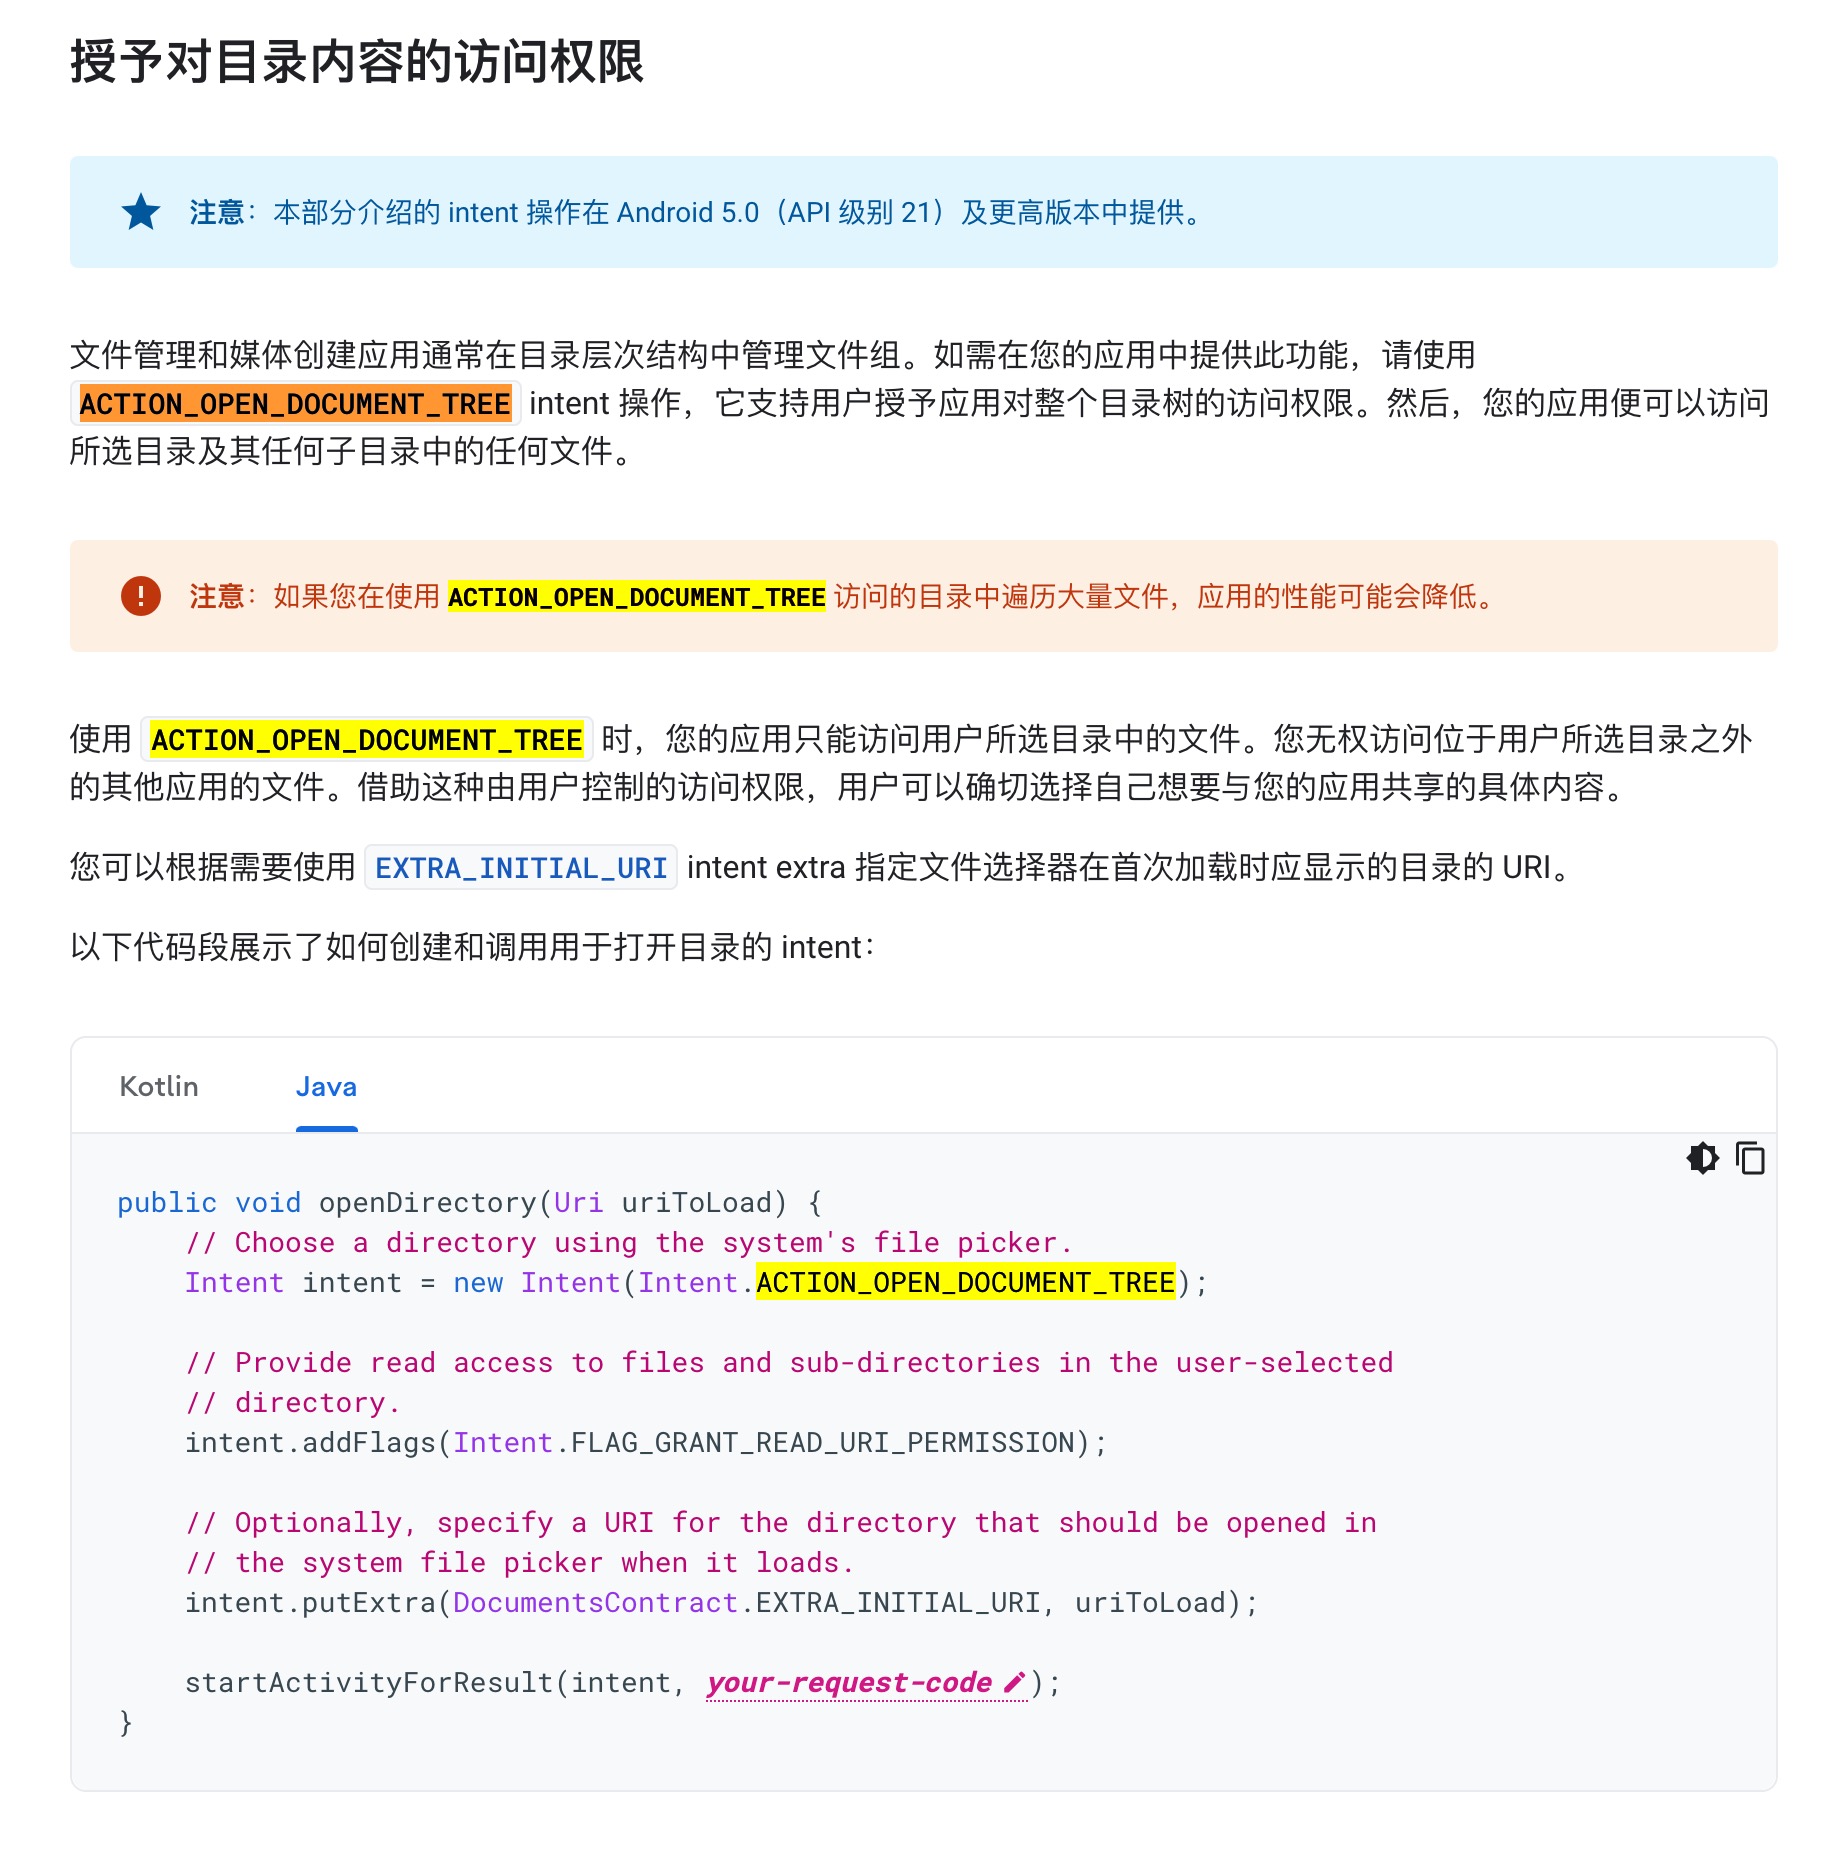 授予对目录内容的访问权限
注意：本部分介绍的 intent 操作在 Android 5.0（API 级别 21）及更高版本中提供。
文件管理和媒体创建应用通常在目录层次结构中管理文件组。如需在您的应用中提供此功能，请使用
ACTION_OPEN_DOCUMENT_TREE intent 操作，它支持用户授予应用对整个目录树的访问权限。然后，您的应用便可以访问
所选目录及其任何子目录中的任何文件。
注意：如果您在使用 ACTION_OPEN_DOCUMENT_TREE 访问的目录中遍历大量文件，应用的性能可能会降低。
使用 ACTION_OPEN_DOCUMENT_TREE 时，您的应用只能访问用户所选目录中的文件。您无权访问位于用户所选目录之外
的其他应用的文件。借助这种由用户控制的访问权限，用户可以确切选择自己想要与您的应用共享的具体内容。
您可以根据需要使用 EXTRA_INITIAL_URI intent extra 指定文件选择器在首次加载时应显示的目录的 URI。
以下代码段展示了如何创建和调用用于打开目录的 intent：
Kotlin Java
public void openDirectory(Uri uriToLoad) {
    // Choose a directory using the system's file picker.
    Intent intent = new Intent(Intent.ACTION_OPEN_DOCUMENT_TREE);
    // Provide read access to files and sub-directories in the user-selected
    // directory.
    intent.addFlags(Intent.FLAG_GRANT_READ_URI_PERMISSION);
    // Optionally, specify a URI for the directory that should be opened in
    // the system file picker when it loads.
    intent.putExtra(DocumentsContract.EXTRA_INITIAL_URI, uriToLoad);
    startActivityForResult(intent, your-request-code);
}